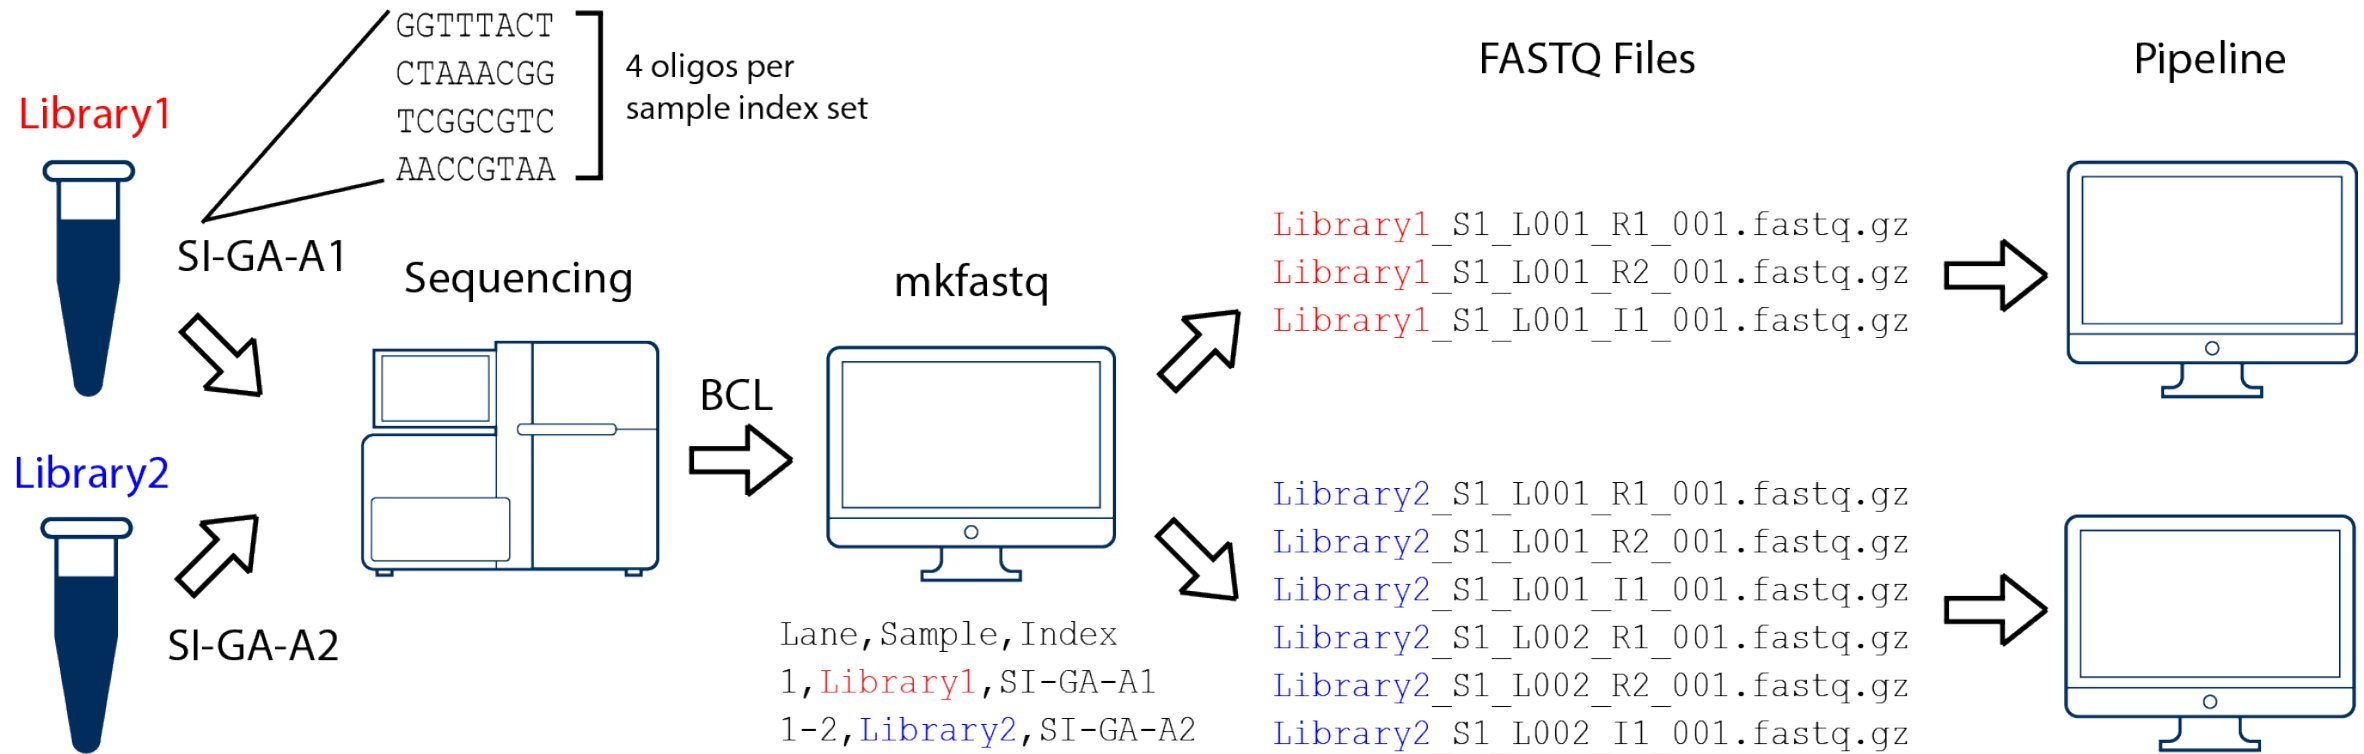 Library1
GGTTTACT
CTAAACGG
TCGGCGTC
AACCGTAA
4 oligos per
sample index set
SI-GA-A1
Library2
SI-GA-A2
Sequencing
BCL
mkfastq
Lane,Sample,Index
1,Library1,SI-GA-A1
1-2,Library2,SI-GA-A2
FASTQ Files
Library1_S1_L001_R1_001.fastq.gz
Library1_S1_L001_R2_001.fastq.gz
Library1_S1_L001_I1_001.fastq.gz
Library2_S1_L001_R1_001.fastq.gz
Library2_S1_L001_R2_001.fastq.gz
Library2_S1_L001_I1_001.fastq.gz
Library2_S1_L002_R1_001.fastq.gz
Library2_S1_L002_R2_001.fastq.gz
Library2_S1_L002_I1_001.fastq.gz
Pipeline